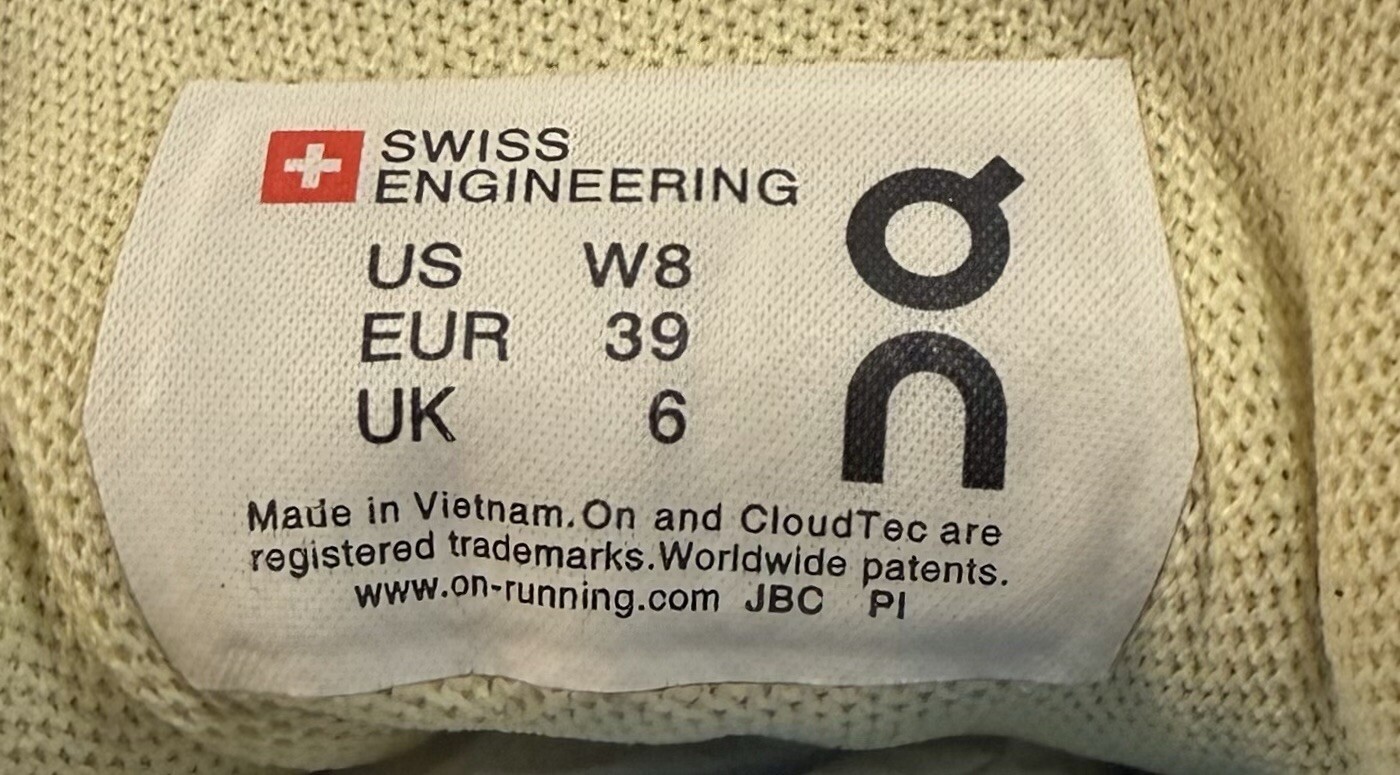 SWISS
ENGINEERING
US W8
EUR 39
UK 6
On
Made in Vietnam. On and CloudTec are
registered trademarks. Worldwide patents.
www.on-running.com JBC PI